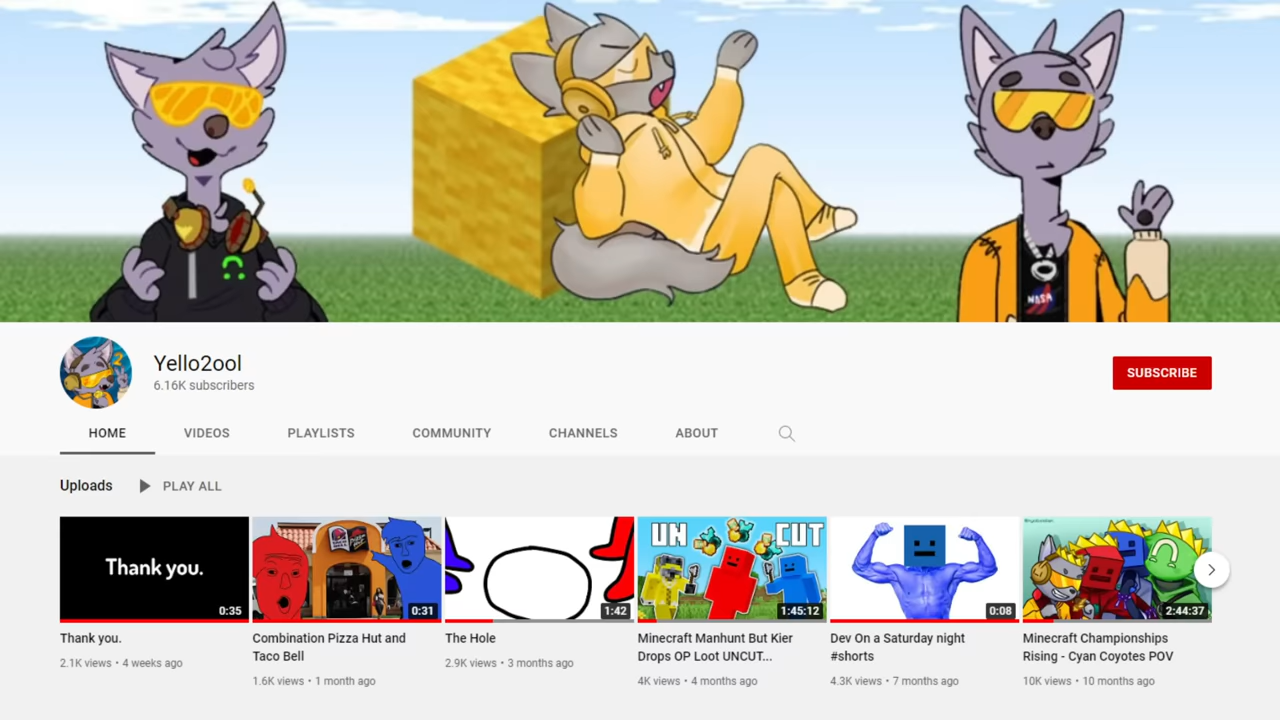 NASA
Yello2ool
6.16K subscribers
SUBSCRIBE
HOME VIDEOS PLAYLISTS COMMUNITY CHANNELS ABOUT
Uploads PLAY ALL
Thank you.
0:35
0:31
1:42
UN CUT
1:45:12
0:08
2:44:37
Thank you.
2.1K views • 4 weeks ago
Combination Pizza Hut and
Taco Bell
1.6K views • 1 month ago
The Hole
2.9K views • 3 months ago
Minecraft Manhunt But Kier
Drops OP Loot UNCUT...
4K views • 4 months ago
Dev On a Saturday night
#shorts
4.3K views • 7 months ago
Minecraft Championships
Rising - Cyan Coyotes POV
10K views • 10 months ago